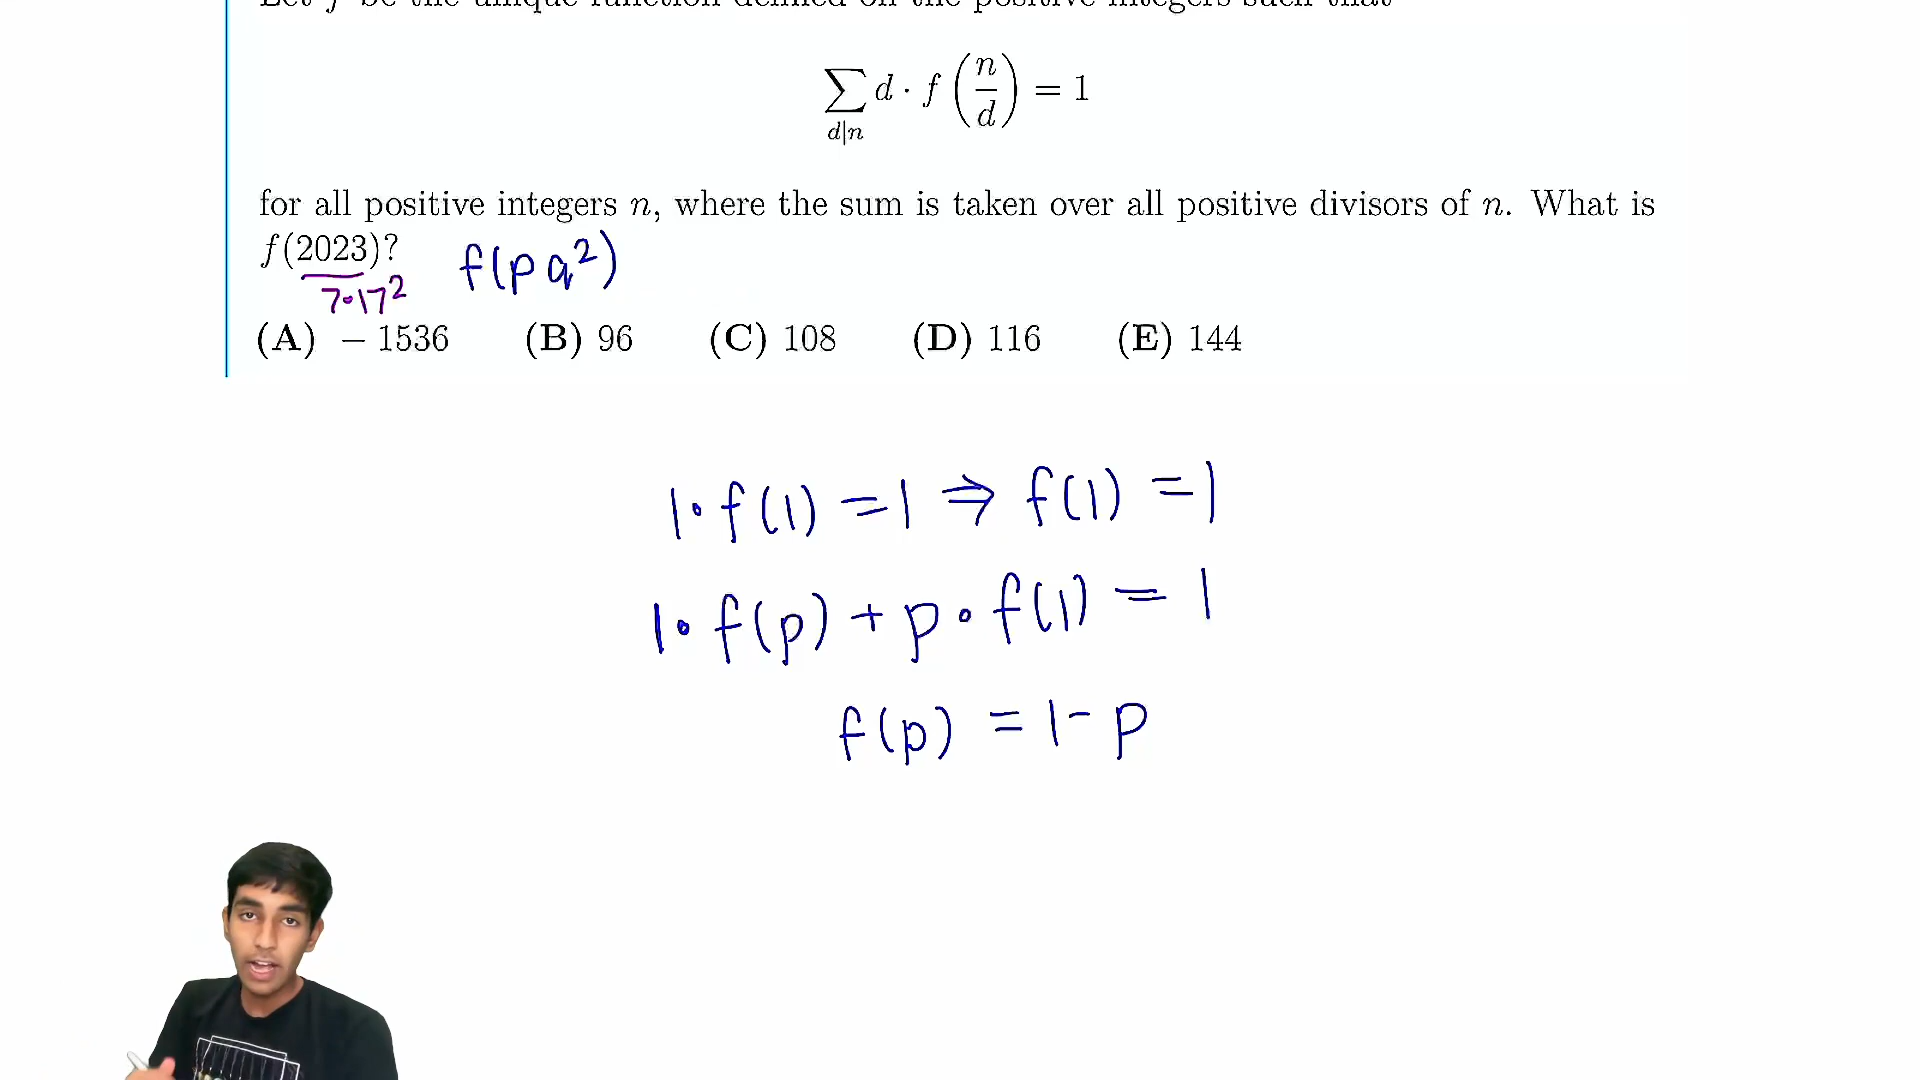 Let f be the unique function defined on the positive integers such that
∑_{d|n} d · f(n/d) = 1
for all positive integers n, where the sum is taken over all positive divisors of n. What is
f(2023)?
f(pq²)
7·17²
(A) − 1536 (B) 96 (C) 108 (D) 116 (E) 144
1·f(1) = 1 ⇒ f(1) = 1
1·f(p) + p·f(1) = 1
f(p) = 1 - p